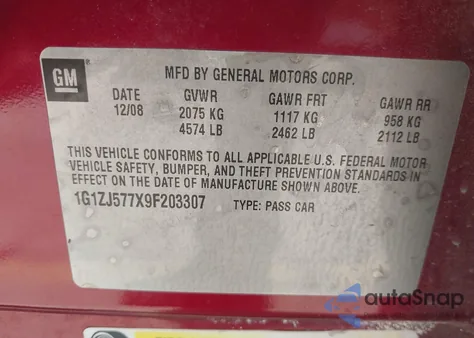 GM
MFD BY GENERAL MOTORS CORP.
DATE GVWR GAWR FRT GAWR RR
12/08 2075 KG 1117 KG 958 KG
4574 LB 2462 LB 2112 LB
THIS VEHICLE CONFORMS TO ALL APPLICABLE U.S. FEDERAL MOTOR
VEHICLE SAFETY, BUMPER, AND THEFT PREVENTION STANDARDS IN
EFFECT ON THE DATE OF MANUFACTURE SHOWN ABOVE.
1G1ZJ577X9F203307 TYPE: PASS CAR
autoSnap